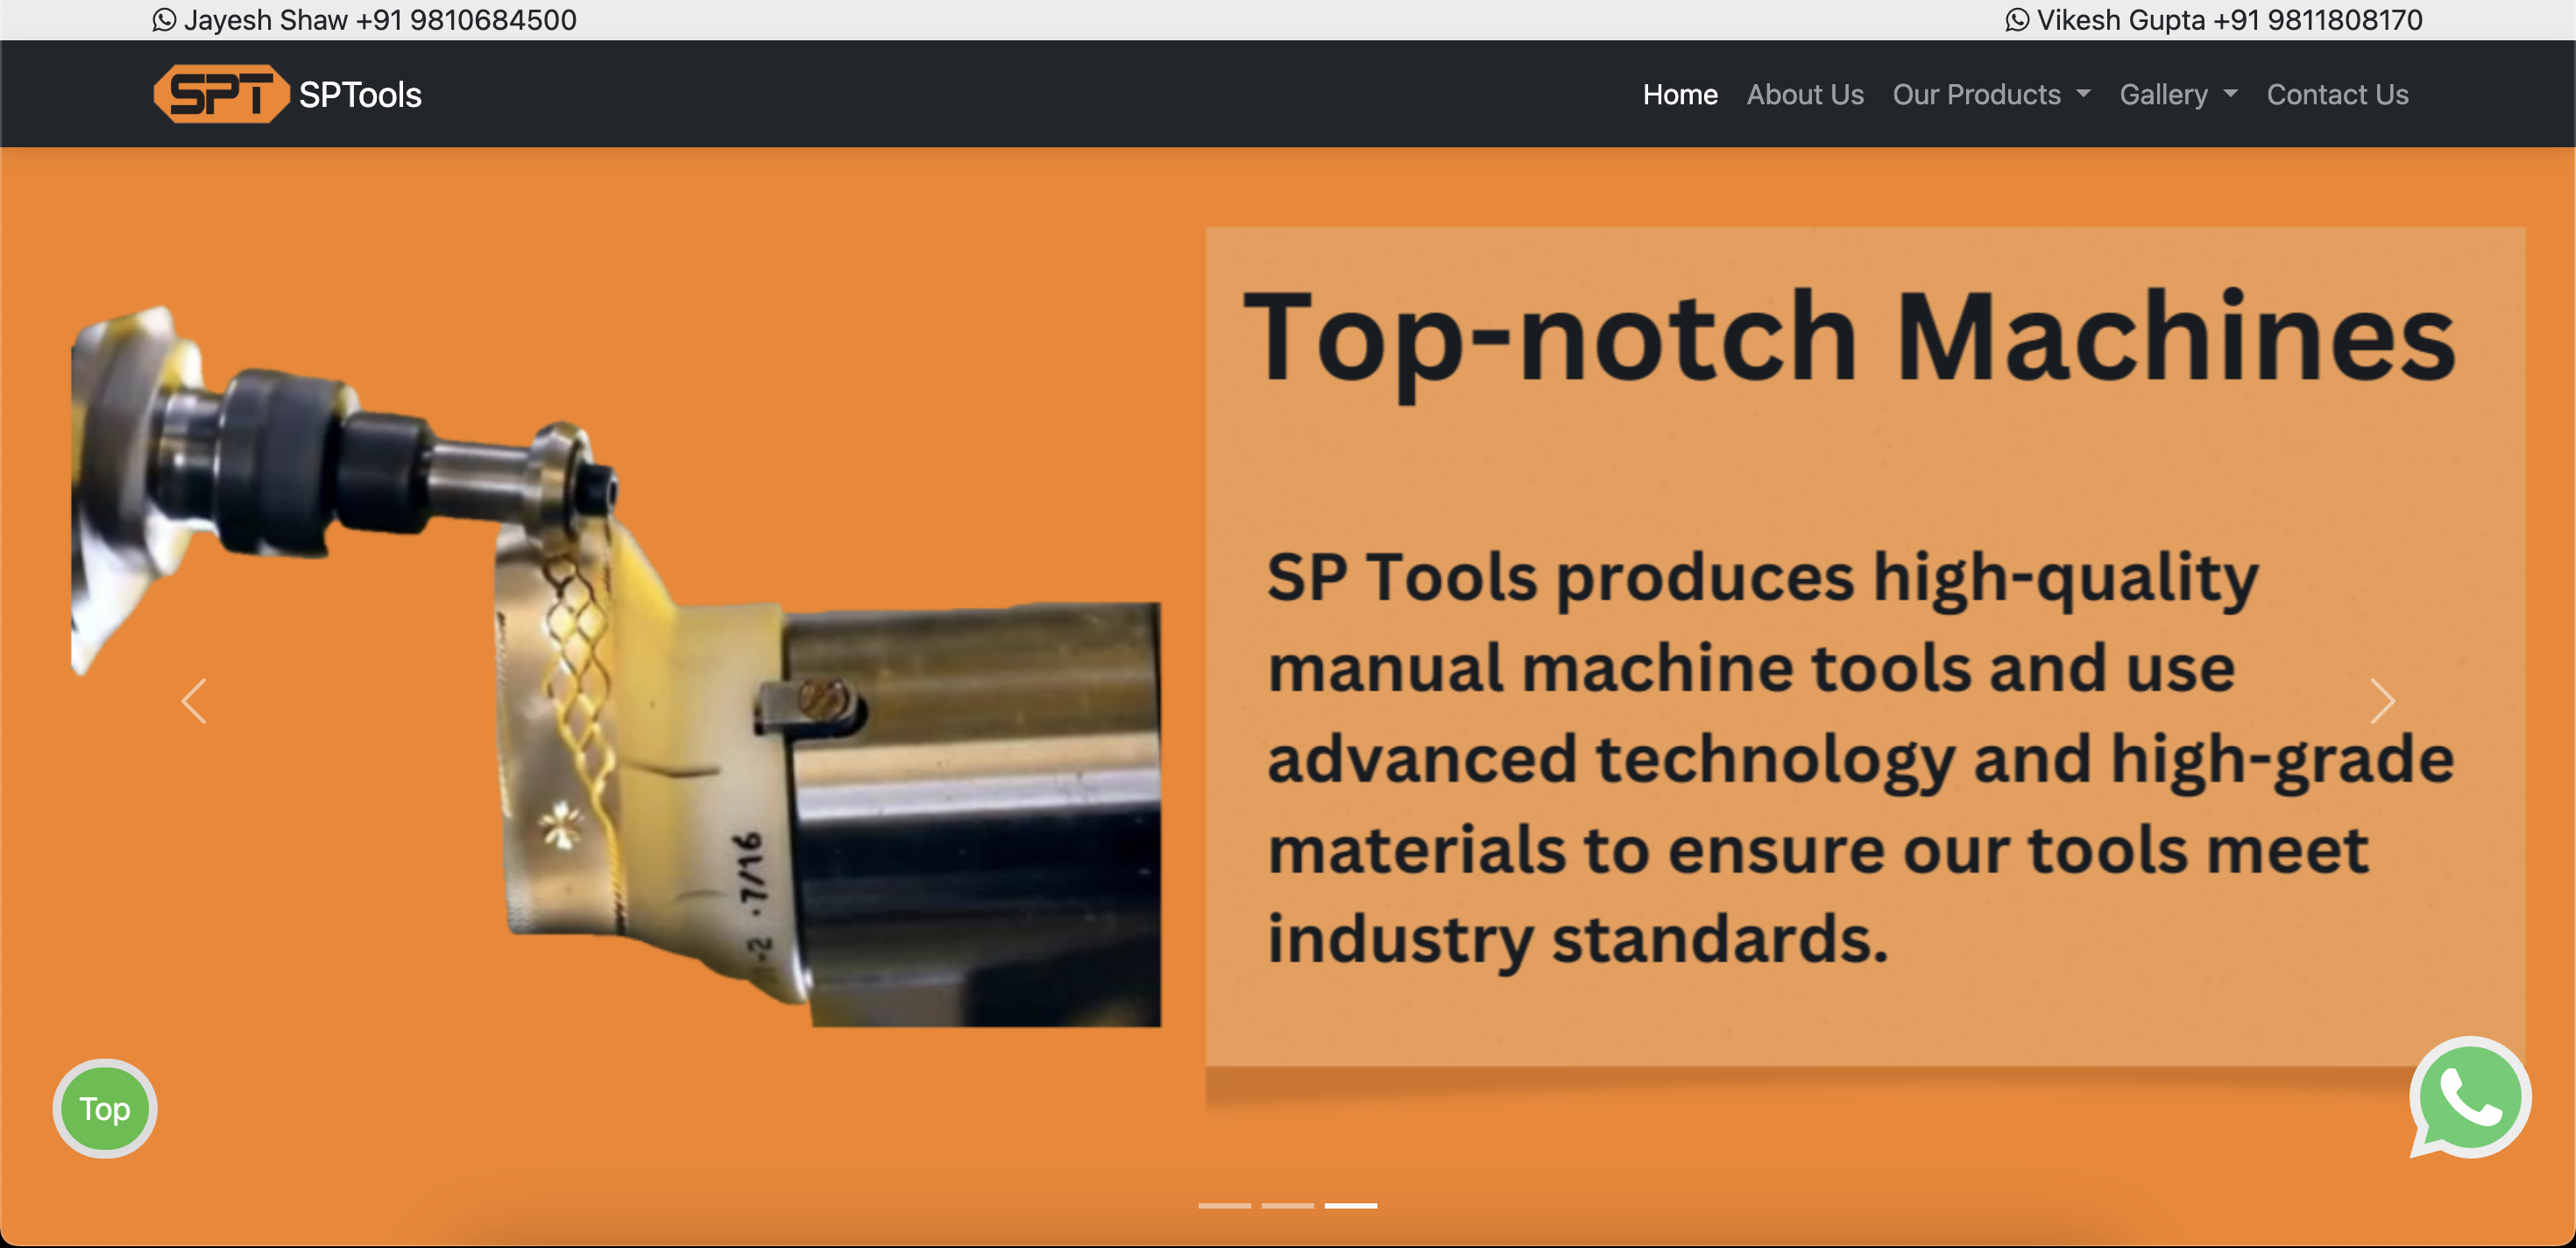 Jayesh Shaw +91 9810684500
Vikesh Gupta +91 9811808170
SPT SPTools
Home About Us Our Products Gallery Contact Us
Top-notch Machines
SP Tools produces high-quality
manual machine tools and use
advanced technology and high-grade
materials to ensure our tools meet
industry standards.
.7/16
-2
Top